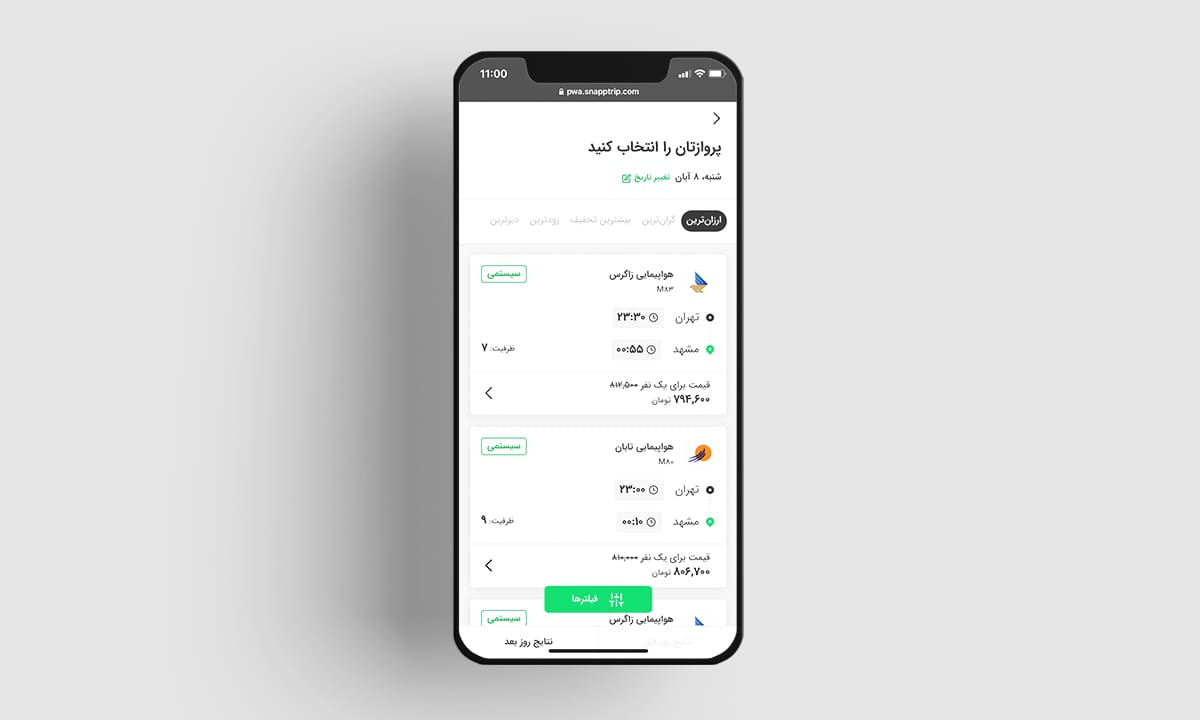 11:00
pwa.snapptrip.com
پروازتان را انتخاب کنید
شنبه، ۸ آبان تغییر تاریخ
ارزان‌ترین گران‌ترین بیشترین تخفیف زودترین دیرترین
هواپیمایی زاگرس سیستمی
M۸۳
تهران ۲۳:۳۰
مشهد ۰۰:۵۵ ظرفیت: ۷
قیمت برای یک نفر ۸۱۲,۵۰۰
۷۹۴,۶۰۰ تومان
هواپیمایی تابان سیستمی
M۸۰
تهران ۲۳:۰۰
مشهد ۰۰:۱۰ ظرفیت: ۹
قیمت برای یک نفر ۸۱۰,۰۰۰
۸۰۶,۷۰۰ تومان
فیلترها
هواپیمایی زاگرس سیستمی
نتایج روز قبل نتایج روز بعد